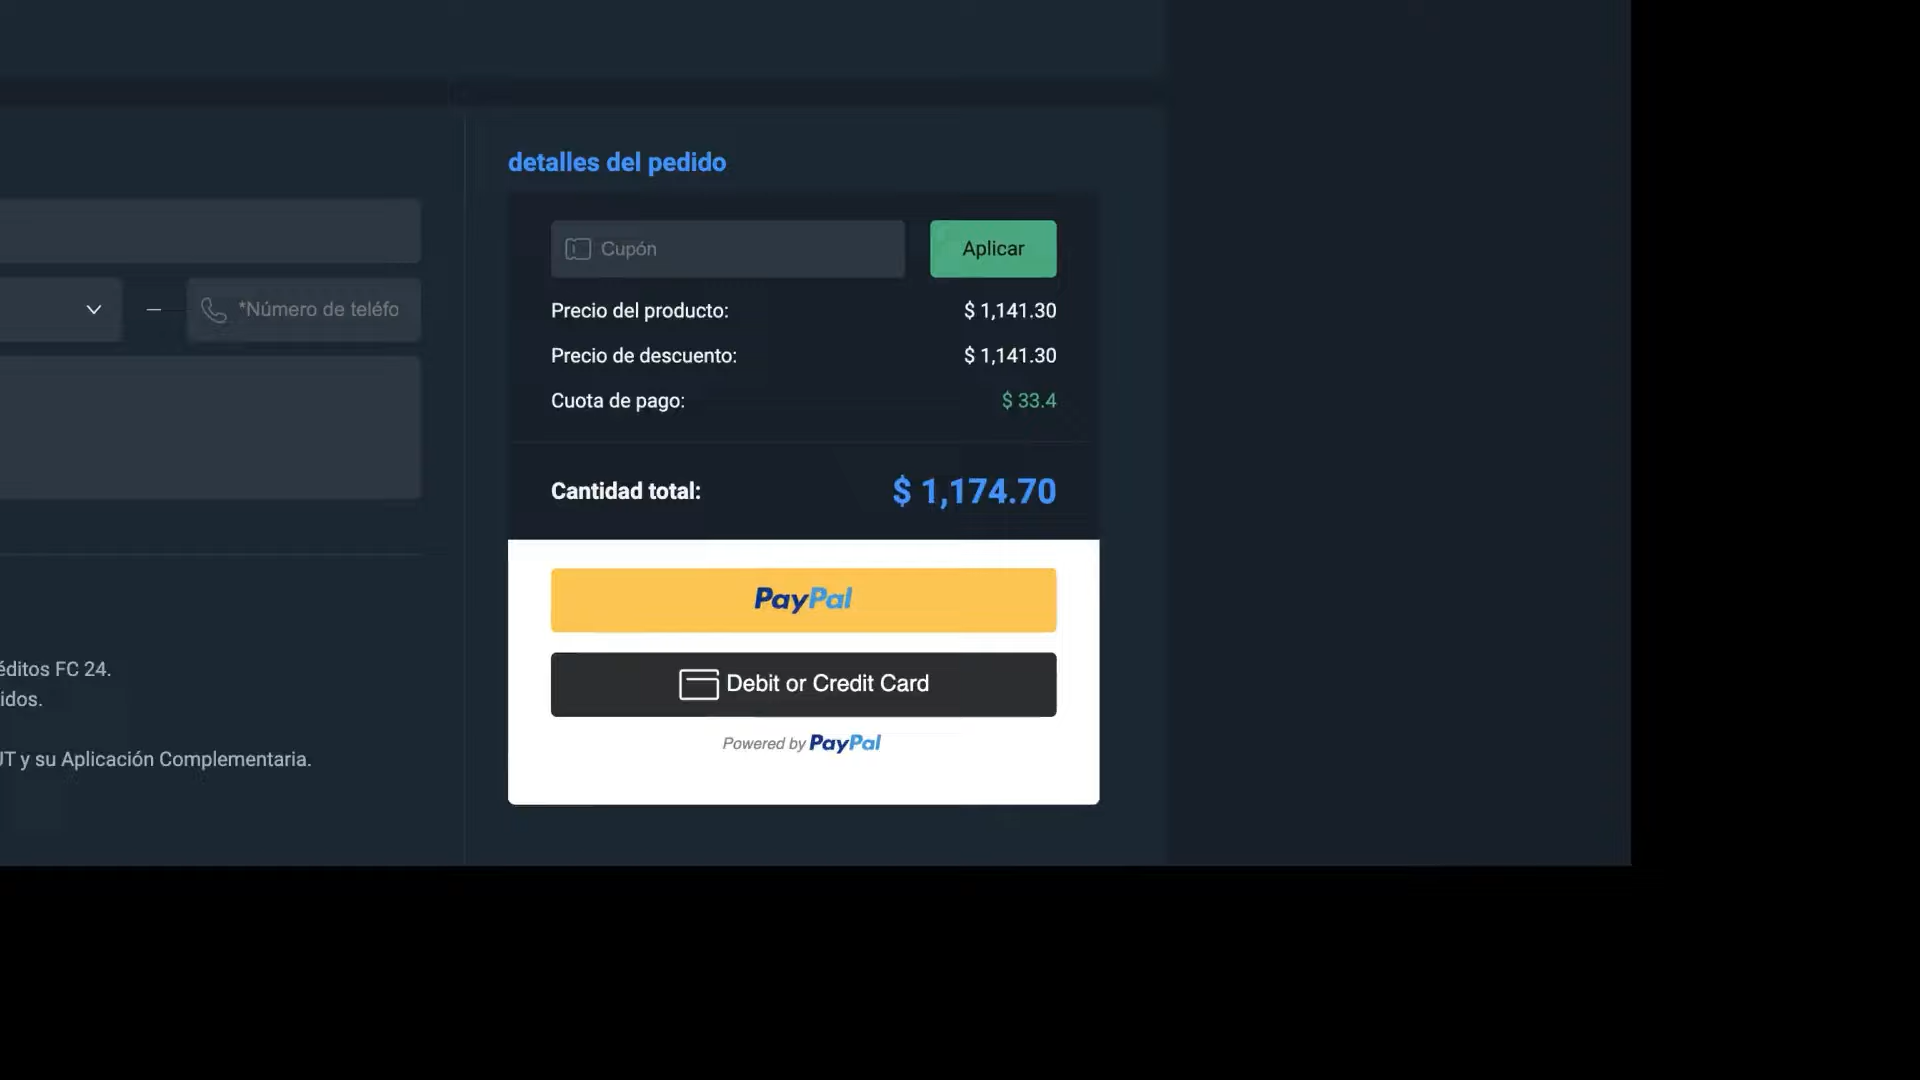 detalles del pedido
Cupón
Aplicar
*Número de teléfo
Precio del producto: $ 1,141.30
Precio de descuento: $ 1,141.30
Cuota de pago: $ 33.4
Cantidad total: $ 1,174.70
PayPal
Debit or Credit Card
Powered by PayPal
éditos FC 24.
idos.
UT y su Aplicación Complementaria.